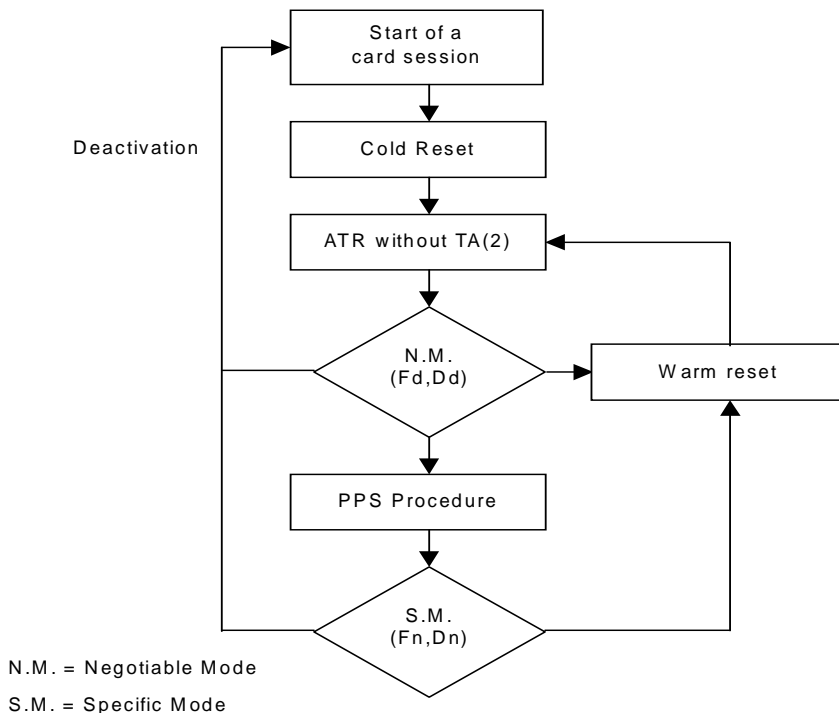 Start of a
card session
Deactivation
Cold Reset
ATR without TA(2)
N.M.
(Fd,Dd)
Warm reset
PPS Procedure
S.M.
(Fn,Dn)
N.M. = Negotiable Mode
S.M. = Specific Mode